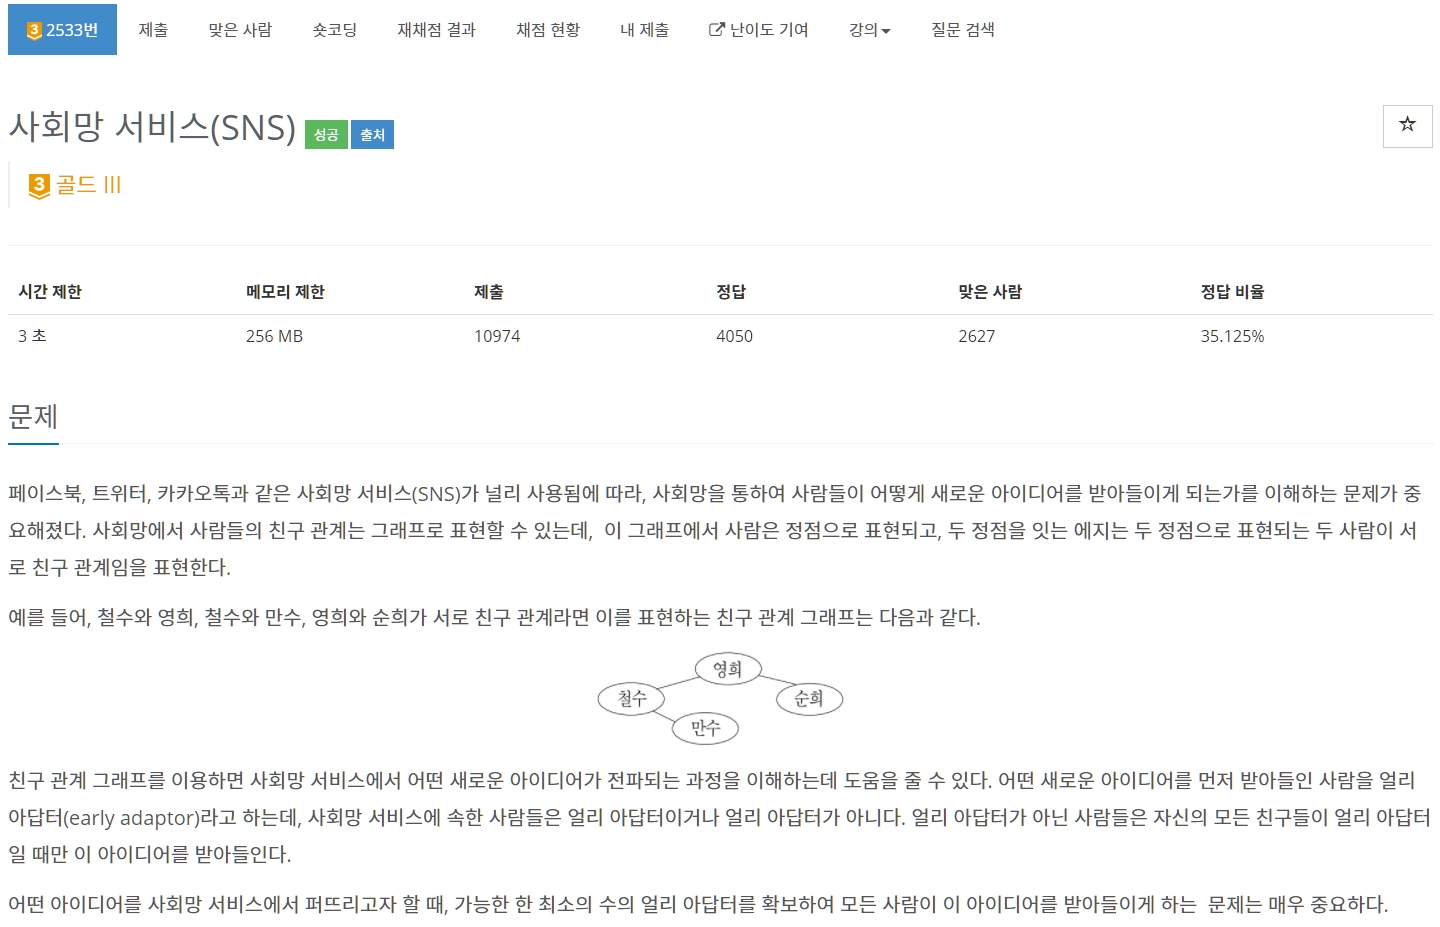 3 2533번 제출 맞은 사람 숏코딩 재채점 결과 채점 현황 내 제출 난이도 기여 강의 질문 검색
사회망 서비스(SNS) 성공 출처
3 골드 III
시간 제한 메모리 제한 제출 정답 맞은 사람 정답 비율
3 초 256 MB 10974 4050 2627 35.125%
문제
페이스북, 트위터, 카카오톡과 같은 사회망 서비스(SNS)가 널리 사용됨에 따라, 사회망을 통하여 사람들이 어떻게 새로운 아이디어를 받아들이게 되는가를 이해하는 문제가 중
요해졌다. 사회망에서 사람들의 친구 관계는 그래프로 표현할 수 있는데, 이 그래프에서 사람은 정점으로 표현되고, 두 정점을 잇는 에지는 두 정점으로 표현되는 두 사람이 서
로 친구 관계임을 표현한다.
예를 들어, 철수와 영희, 철수와 만수, 영희와 순희가 서로 친구 관계라면 이를 표현하는 친구 관계 그래프는 다음과 같다.
영희
철수 순희
만수
친구 관계 그래프를 이용하면 사회망 서비스에서 어떤 새로운 아이디어가 전파되는 과정을 이해하는데 도움을 줄 수 있다. 어떤 새로운 아이디어를 먼저 받아들인 사람을 얼리
아답터(early adaptor)라고 하는데, 사회망 서비스에 속한 사람들은 얼리 아답터이거나 얼리 아답터가 아니다. 얼리 아답터가 아닌 사람들은 자신의 모든 친구들이 얼리 아답터
일 때만 이 아이디어를 받아들인다.
어떤 아이디어를 사회망 서비스에서 퍼뜨리고자 할 때, 가능한 한 최소의 수의 얼리 아답터를 확보하여 모든 사람이 이 아이디어를 받아들이게 하는 문제는 매우 중요하다.